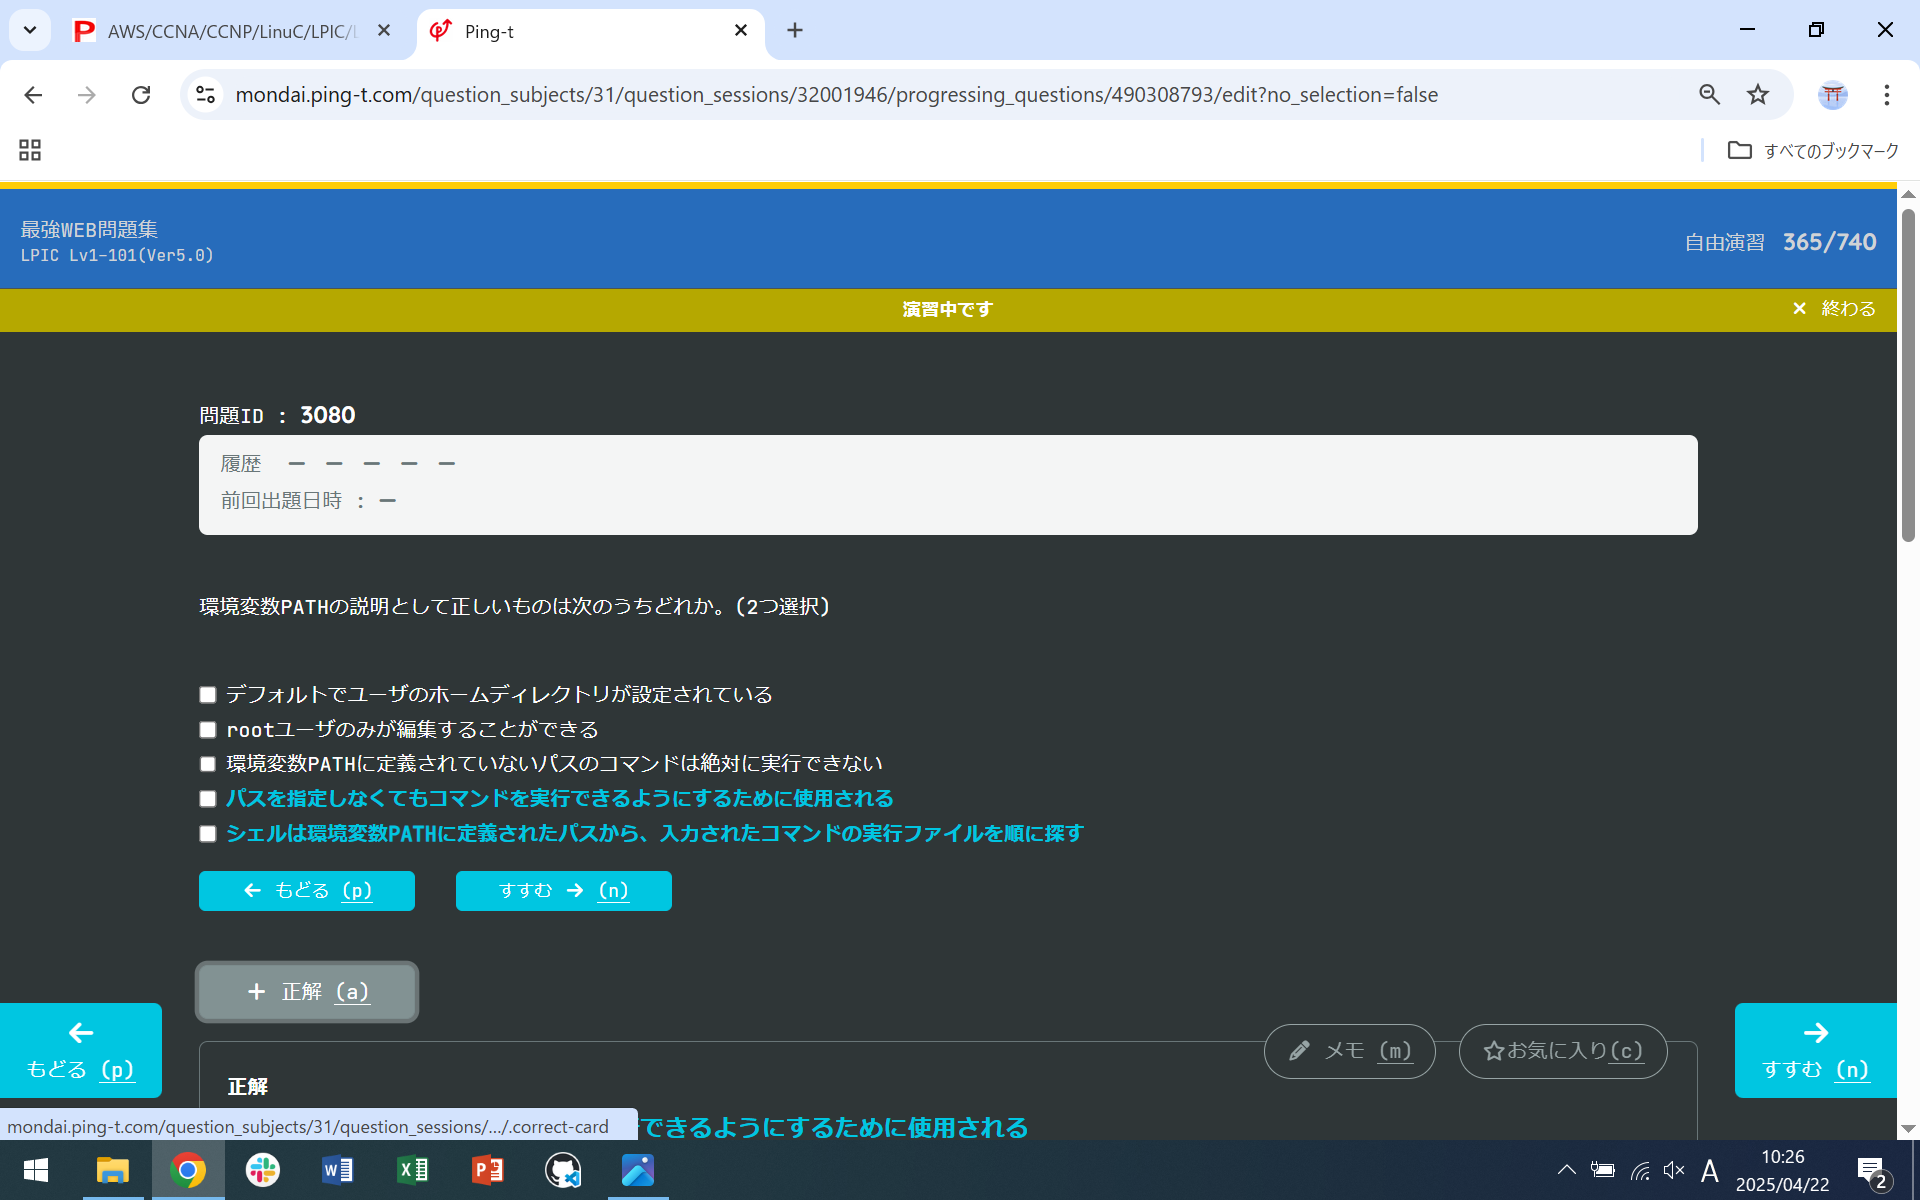 AWS/CCNA/CCNP/LinuC/LPIC/
Ping-t
mondai.ping-t.com/question_subjects/31/question_sessions/32001946/progressing_questions/490308793/edit?no_selection=false
すべてのブックマーク
最強WEB問題集
LPIC Lv1-101(Ver5.0)
自由演習 365/740
演習中です
× 終わる
問題ID : 3080
履歴 ー ー ー ー ー
前回出題日時 : ー
環境変数PATHの説明として正しいものは次のうちどれか。(2つ選択)
デフォルトでユーザのホームディレクトリが設定されている
rootユーザのみが編集することができる
環境変数PATHに定義されていないパスのコマンドは絶対に実行できない
パスを指定しなくてもコマンドを実行できるようにするために使用される
シェルは環境変数PATHに定義されたパスから、入力されたコマンドの実行ファイルを順に探す
← もどる (p)
すすむ → (n)
+ 正解 (a)
←
もどる (p)
→
すすむ (n)
メモ (m)
お気に入り(c)
正解
できるようにするために使用される
mondai.ping-t.com/question_subjects/31/question_sessions/.../.correct-card
A
10:26
2025/04/22
2